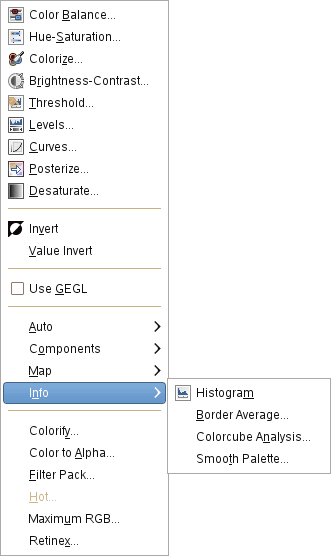 Color Balance...
Hue-Saturation...
Colorize...
Brightness-Contrast...
Threshold...
Levels...
Curves...
Posterize...
Desaturate...
Invert
Value Invert
Use GEGL
Auto
Components
Map
Info
Histogram
Border Average...
Colorcube Analysis...
Smooth Palette...
Colorify...
Color to Alpha...
Filter Pack...
Hot...
Maximum RGB...
Retinex...